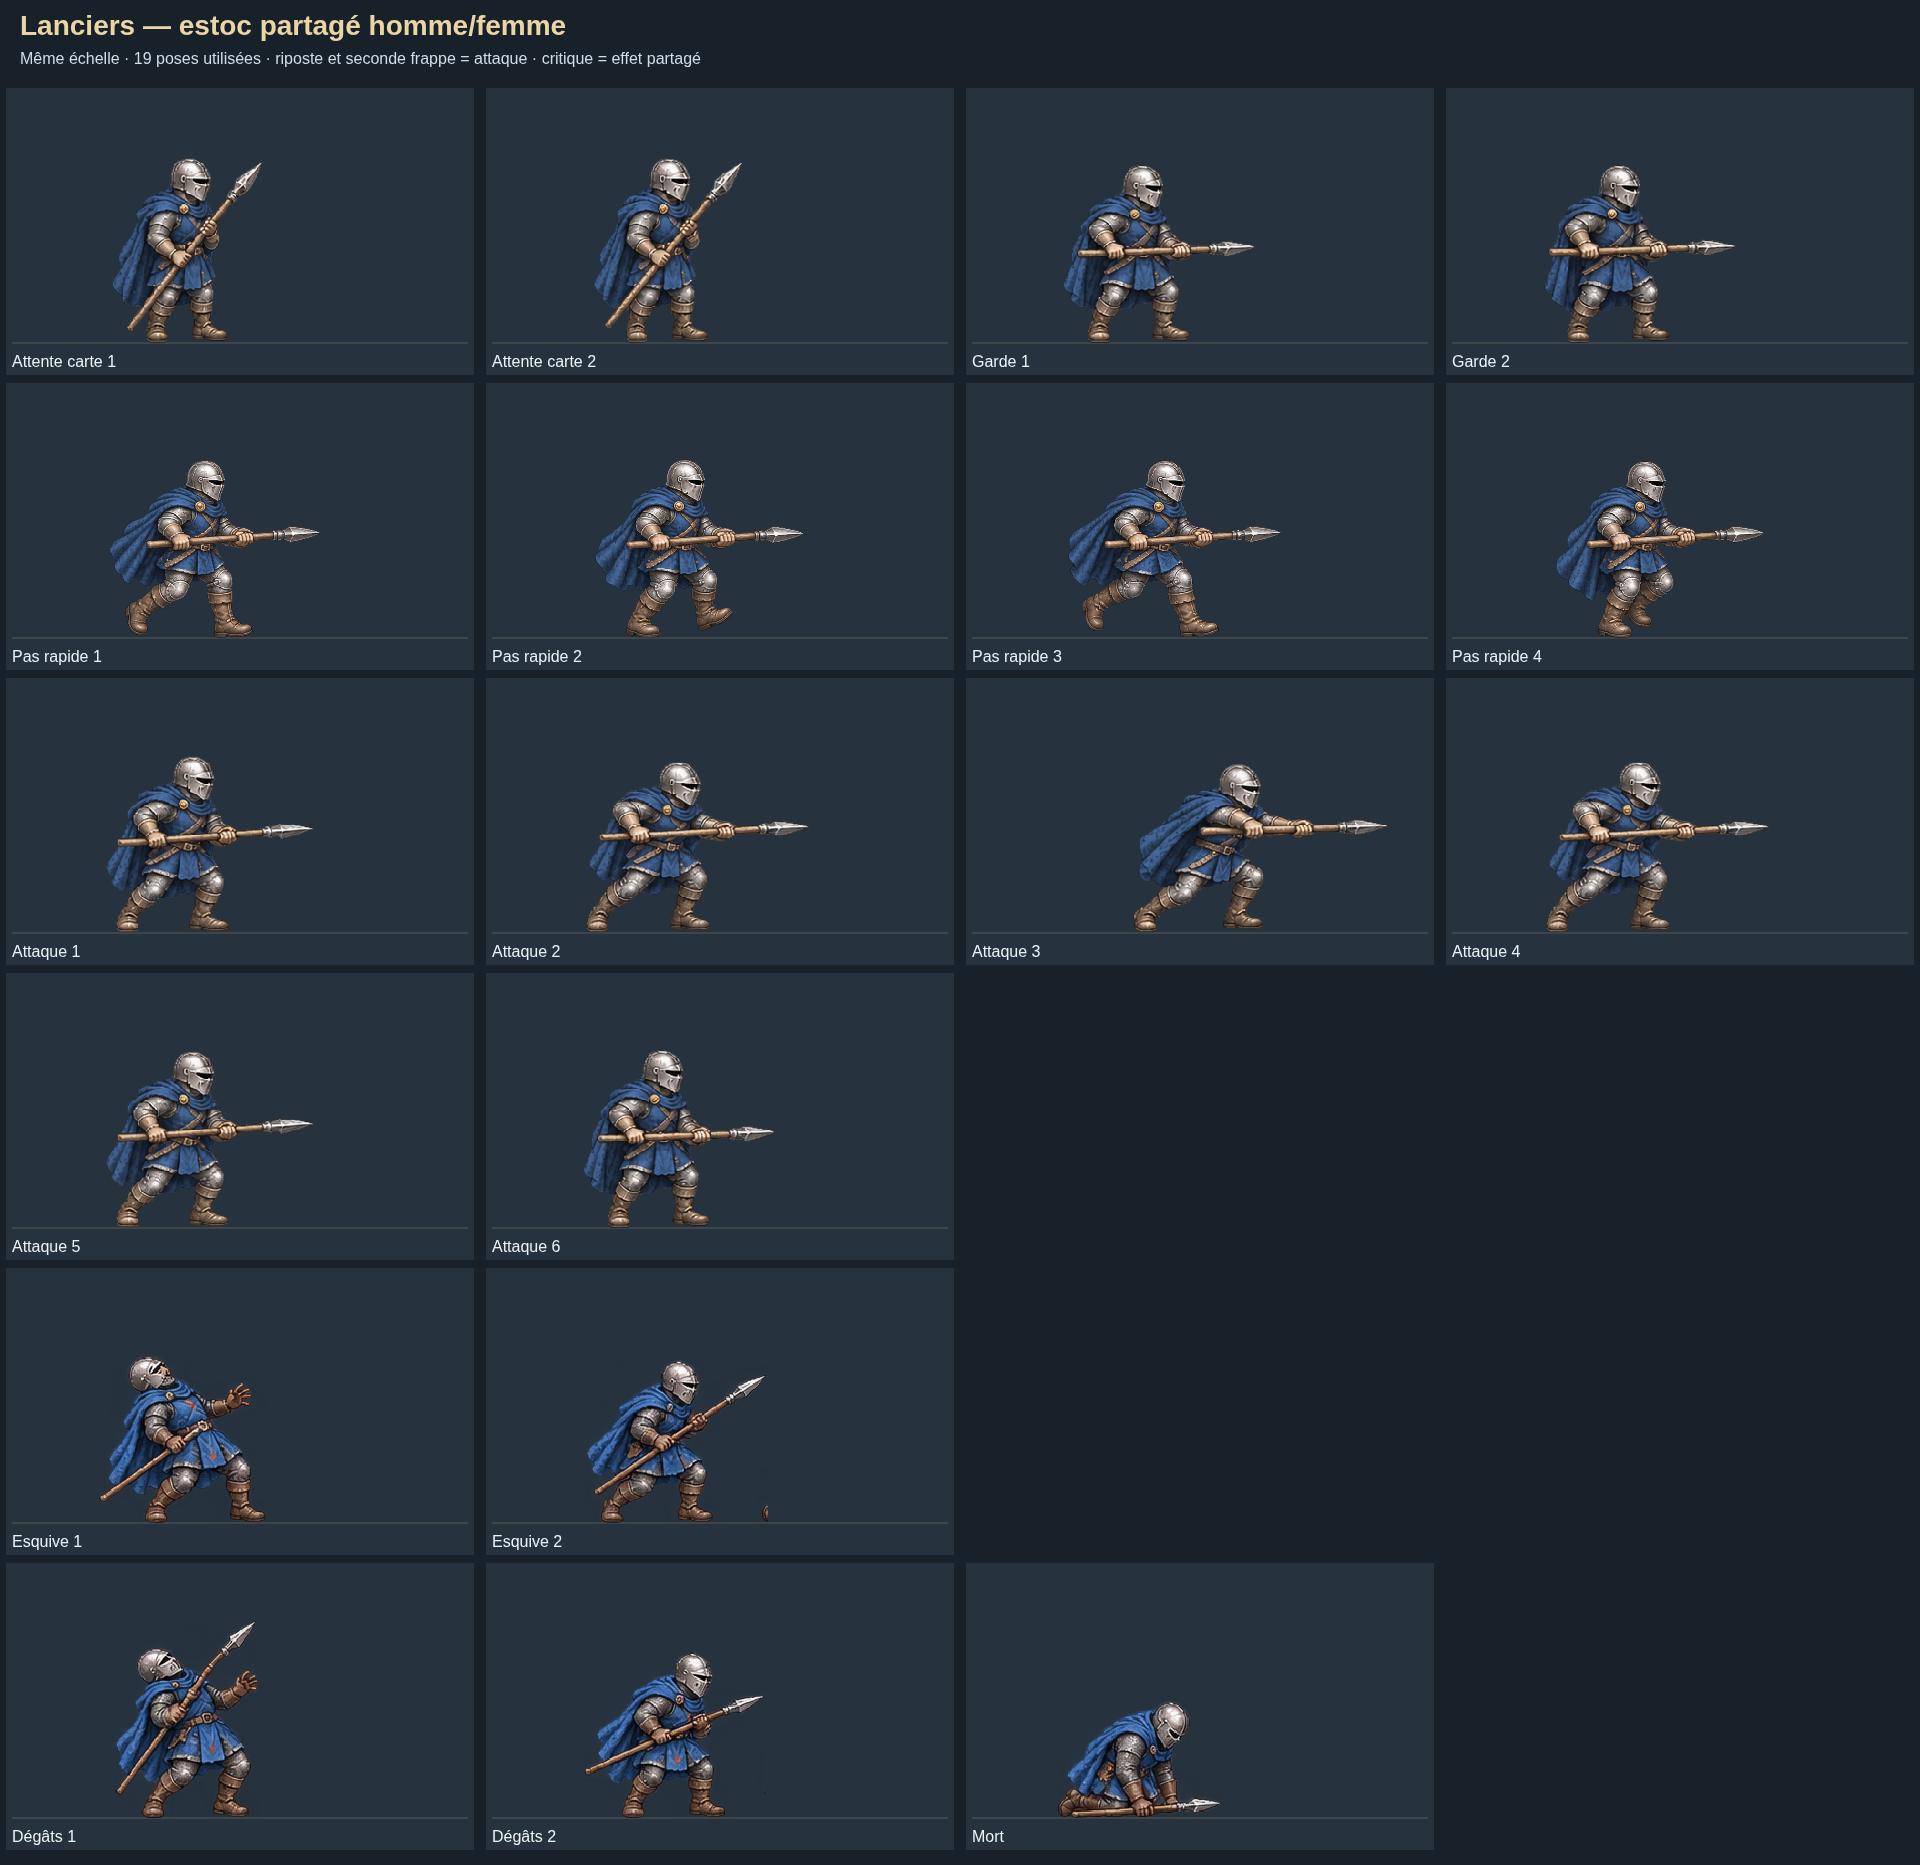 Lanciers — estoc partagé homme/femme
Même échelle · 19 poses utilisées · riposte et seconde frappe = attaque · critique = effet partagé
Attente carte 1
Attente carte 2
Garde 1
Garde 2
Pas rapide 1
Pas rapide 2
Pas rapide 3
Pas rapide 4
Attaque 1
Attaque 2
Attaque 3
Attaque 4
Attaque 5
Attaque 6
Esquive 1
Esquive 2
Dégâts 1
Dégâts 2
Mort